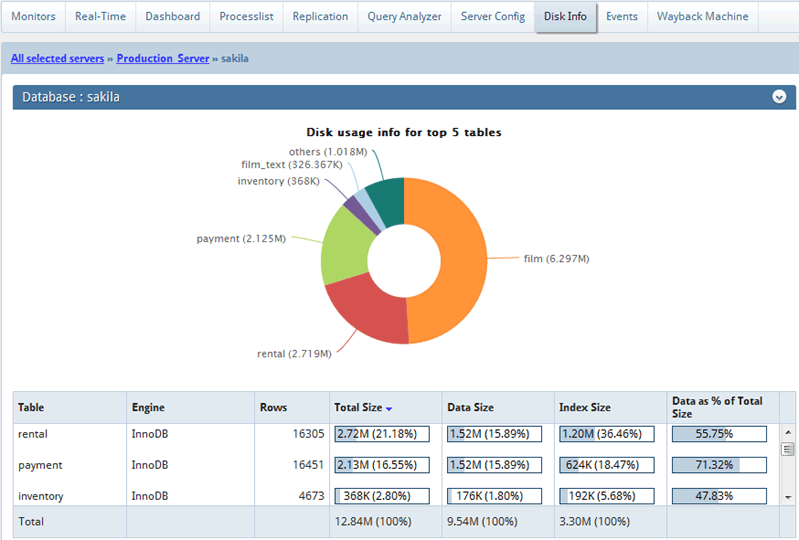 Monitors Real-Time Dashboard Processlist Replication Query Analyzer Server Config Disk Info Events Wayback Machine
All selected servers » Production_Server » sakila
Database : sakila
Disk usage info for top 5 tables
others (1.018M)
film_text (326.367K)
inventory (368K)
payment (2.125M)
film (6.297M)
rental (2.719M)
Table Engine Rows Total Size Data Size Index Size Data as % of Total Size
rental InnoDB 16305 2.72M (21.18%) 1.52M (15.89%) 1.20M (36.46%) 55.75%
payment InnoDB 16451 2.13M (16.55%) 1.52M (15.89%) 624K (18.47%) 71.32%
inventory InnoDB 4673 368K (2.80%) 176K (1.80%) 192K (5.68%) 47.83%
Total 12.84M (100%) 9.54M (100%) 3.30M (100%)